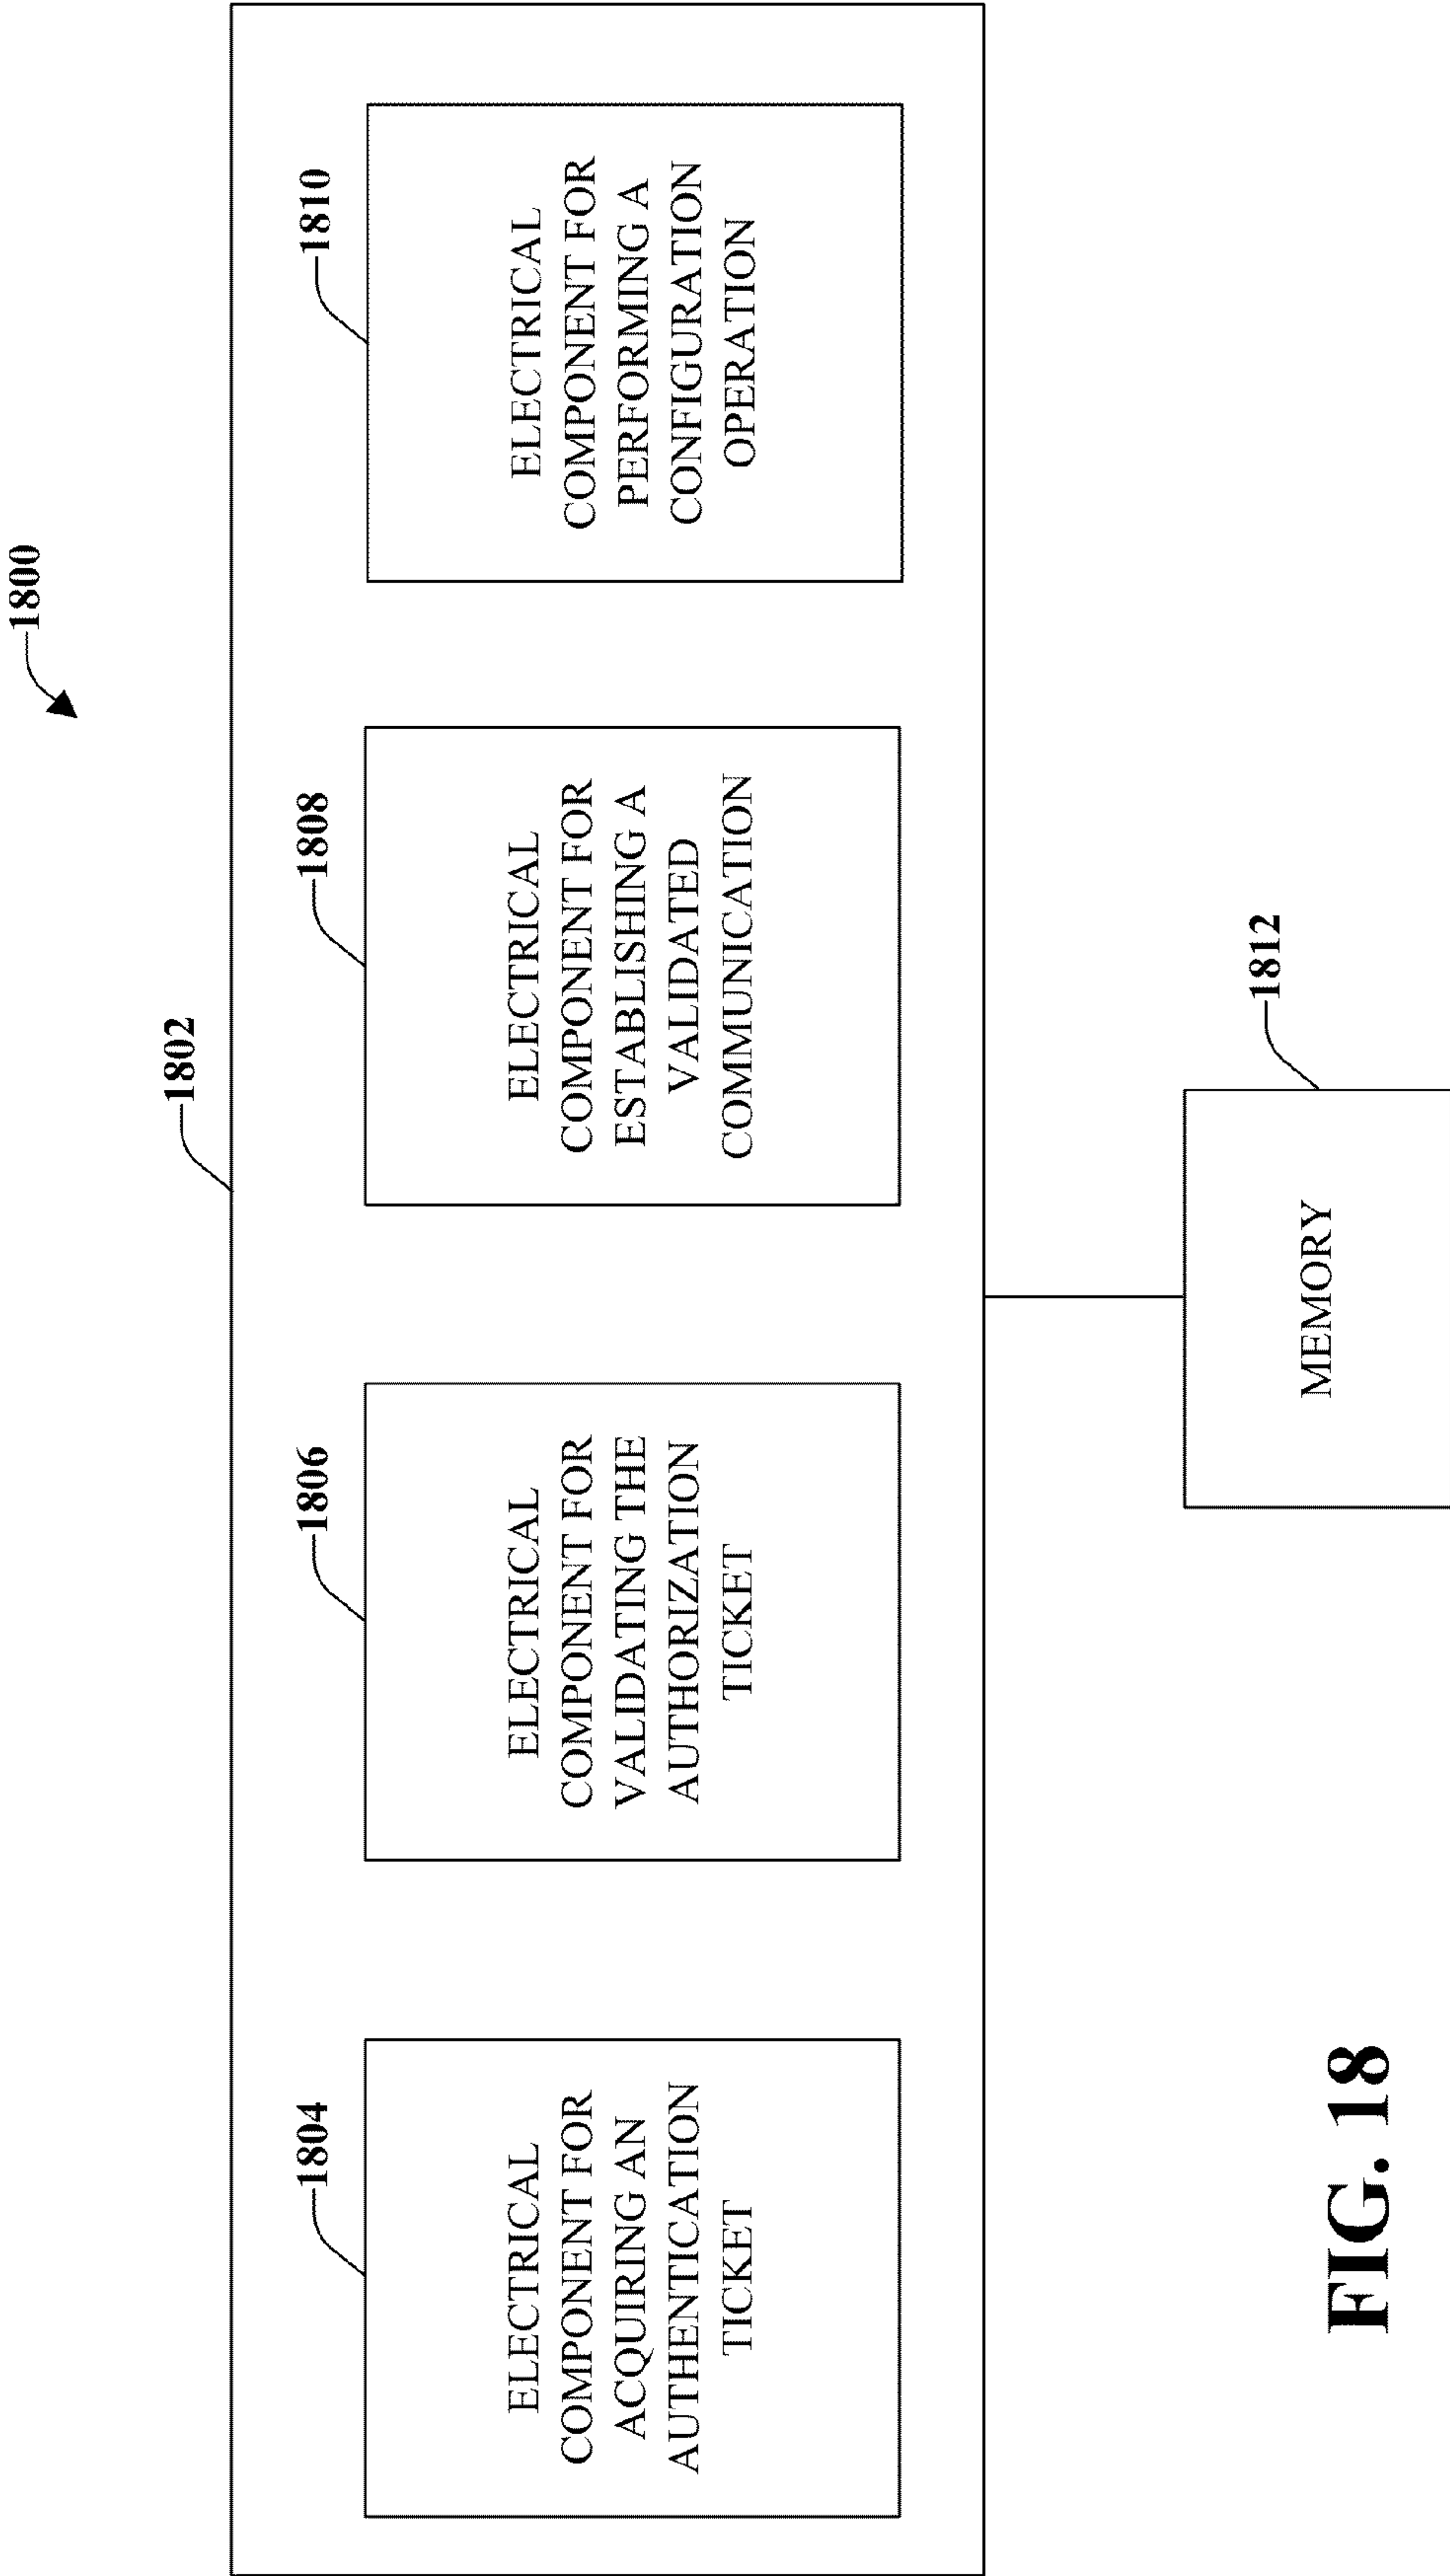 1800
1802
1804
ELECTRICAL
COMPONENT FOR
ACQUIRING AN
AUTHENTICATION
TICKET
1806
ELECTRICAL
COMPONENT FOR
VALIDATING THE
AUTHORIZATION
TICKET
1808
ELECTRICAL
COMPONENT FOR
ESTABLISHING A
VALIDATED
COMMUNICATION
1810
ELECTRICAL
COMPONENT FOR
PERFORMING A
CONFIGURATION
OPERATION
1812
MEMORY
FIG. 18